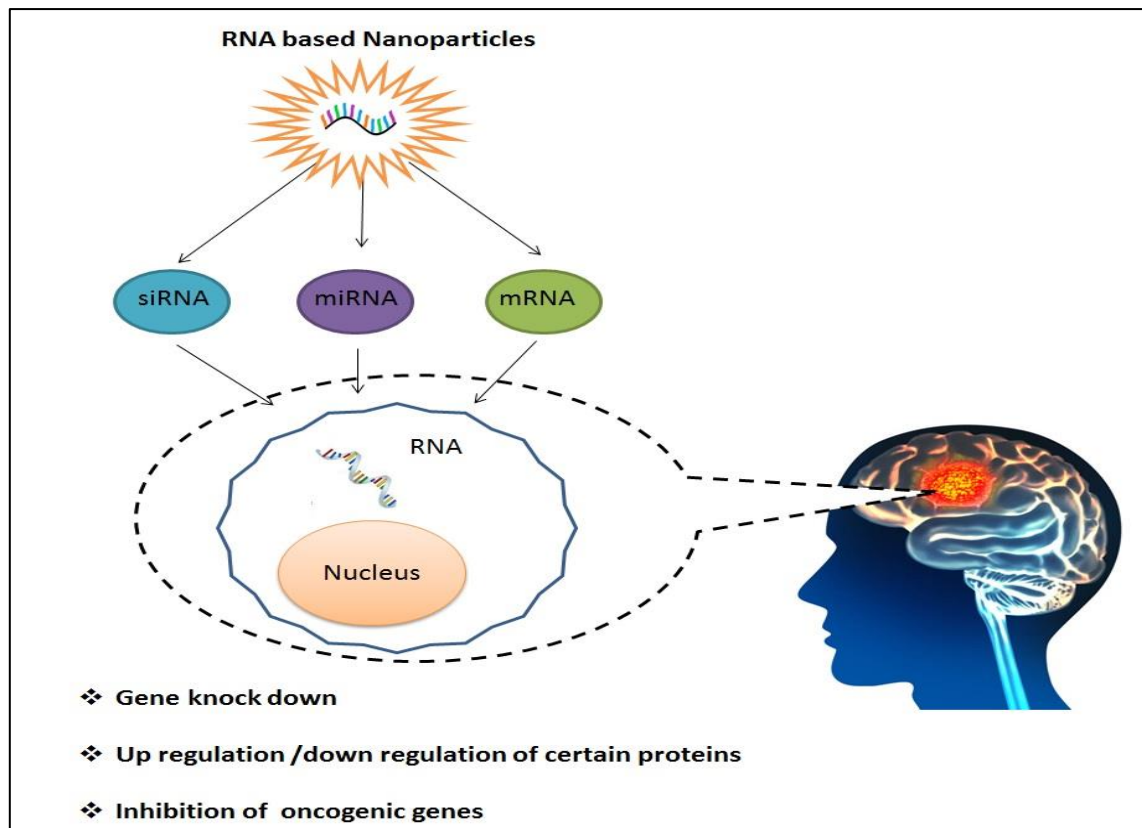 RNA based Nanoparticles
siRNA
miRNA
mRNA
RNA
Nucleus
❖ Gene knock down
❖ Up regulation /down regulation of certain proteins
❖ Inhibition of oncogenic genes